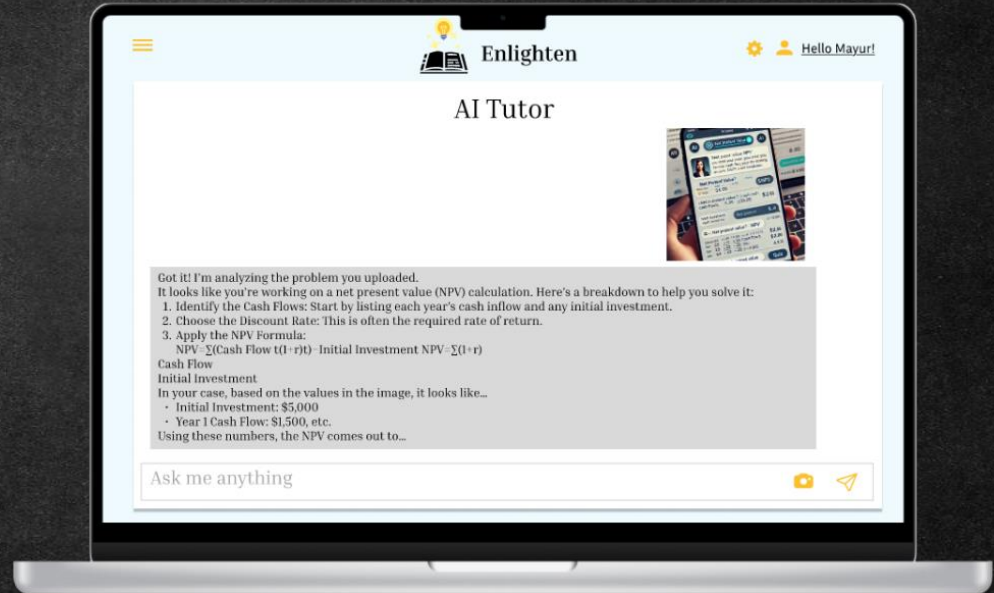 Enlighten
Hello Mayur!
AI Tutor
Got it! I'm analyzing the problem you uploaded.
It looks like you're working on a net present value (NPV) calculation. Here's a breakdown to help you solve it:
1. Identify the Cash Flows: Start by listing each year's cash inflow and any initial investment.
2. Choose the Discount Rate: This is often the required rate of return.
3. Apply the NPV Formula:
NPV=∑(Cash Flow t(1+r)t)−Initial Investment NPV=∑(1+r)
Cash Flow
Initial Investment
In your case, based on the values in the image, it looks like...
• Initial Investment: $5,000
• Year 1 Cash Flow: $1,500, etc.
Using these numbers, the NPV comes out to...
Ask me anything